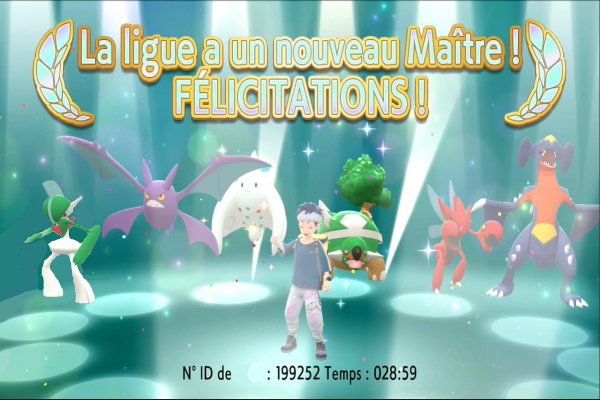 La ligue a un nouveau Maître !
FÉLICITATIONS !
N° ID de : 199252 Temps : 028:59